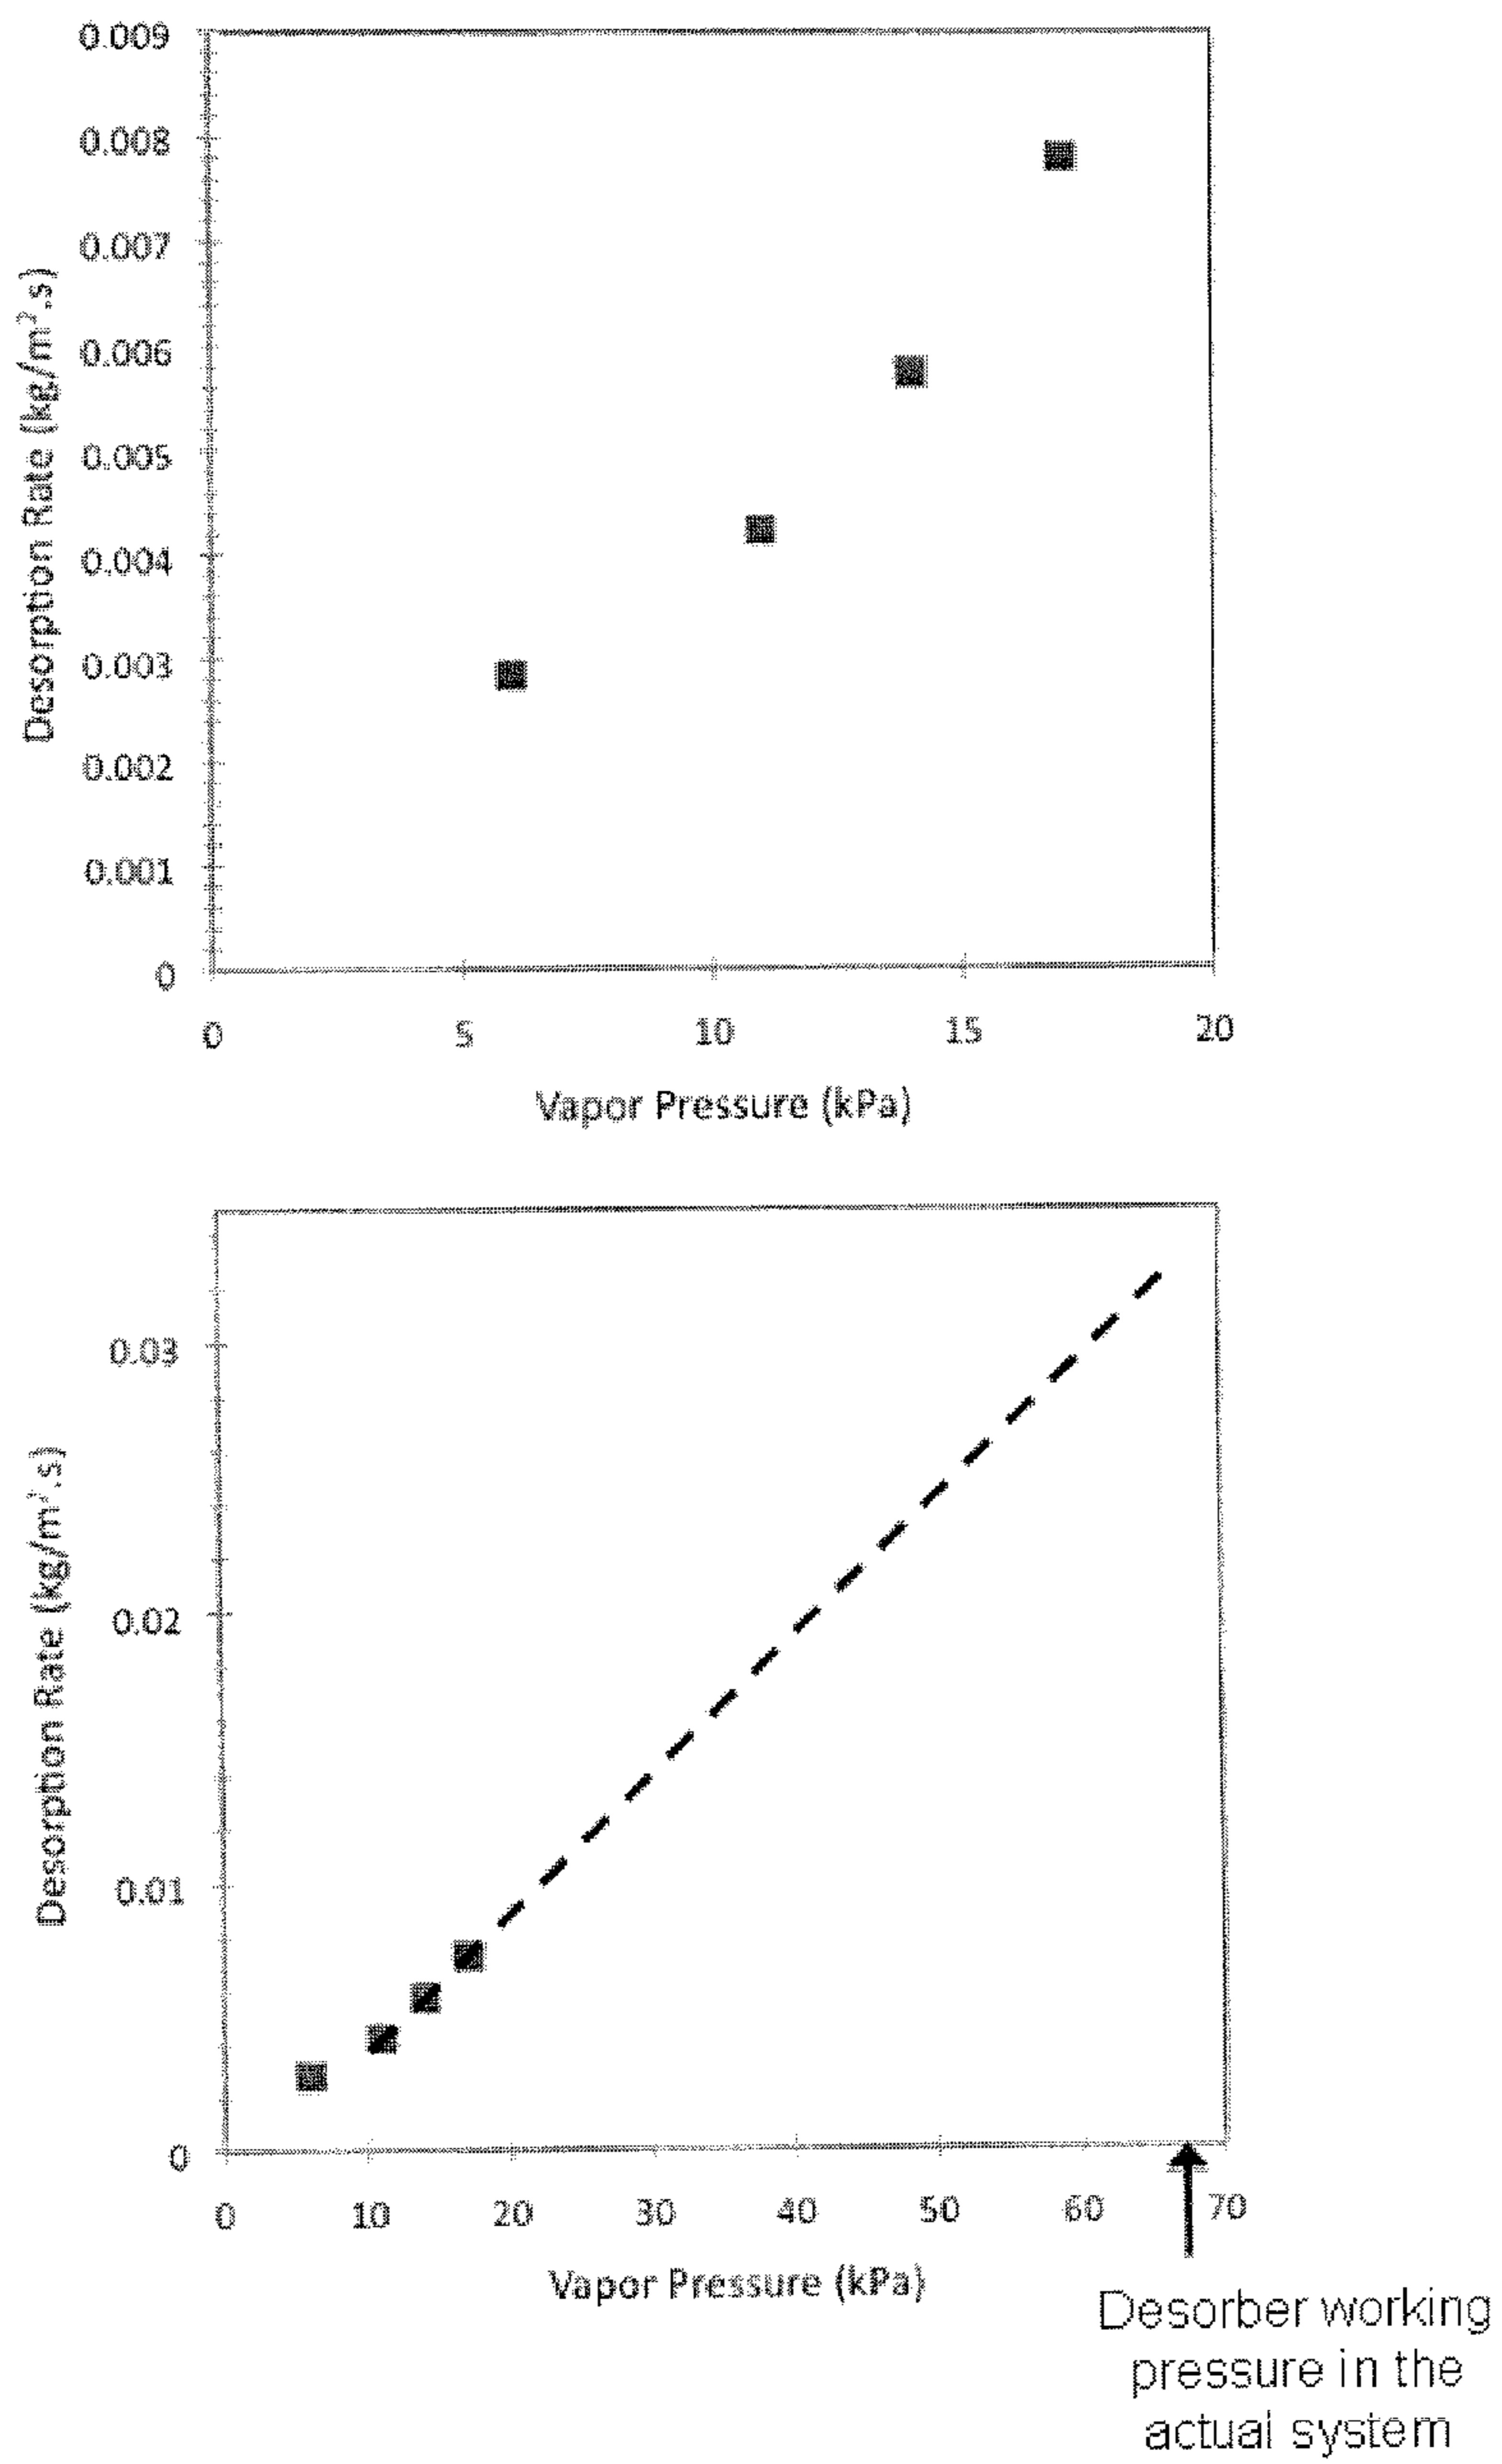 0.009
0.008
0.007
0.006
0.005
0.004
0.003
0.002
0.001
0
Desorption Rate (kg/m².s)
0 5 10 15 20
Vapor Pressure (kPa)
0.03
0.02
0.01
0
Desorption Rate (kg/m².s)
0 10 20 30 40 50 60 70
Vapor Pressure (kPa)
Desorber working
pressure in the
actual system